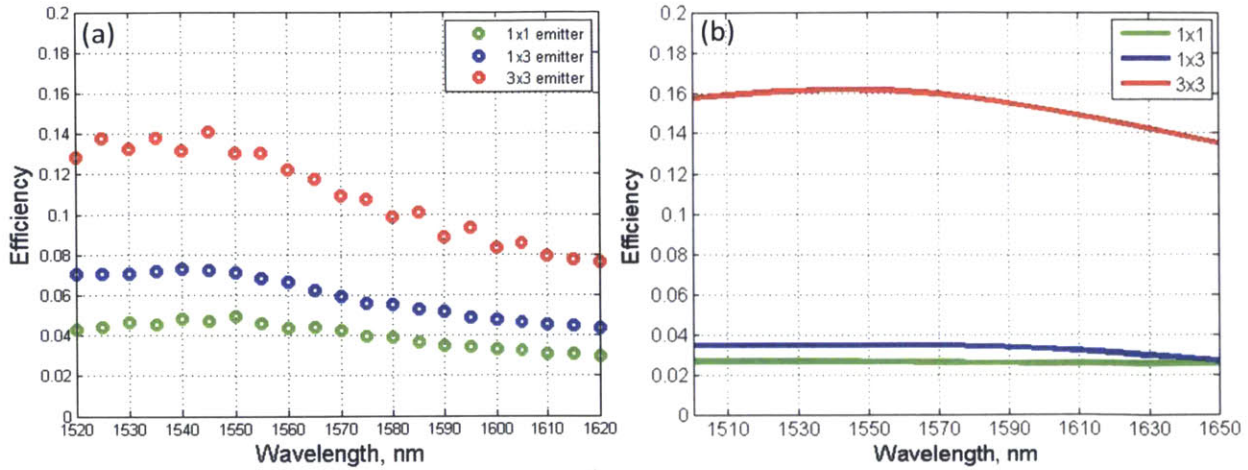 (a)
1x1 emitter
1x3 emitter
3x3 emitter
Efficiency
0.2
0.18
0.16
0.14
0.12
0.1
0.08
0.06
0.04
0.02
0
1520 1530 1540 1550 1560 1570 1580 1590 1600 1610 1620
Wavelength, nm
(b)
1x1
1x3
3x3
Efficiency
0.2
0.18
0.16
0.14
0.12
0.1
0.08
0.06
0.04
0.02
0
1510 1530 1550 1570 1590 1610 1630 1650
Wavelength, nm